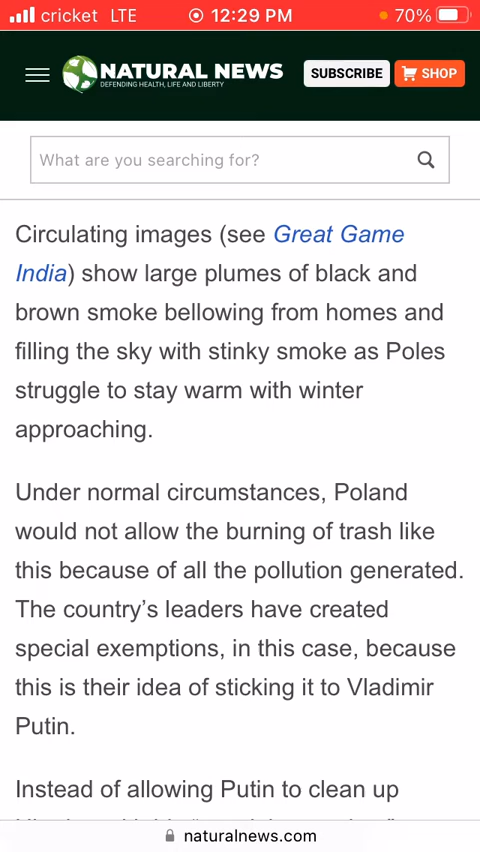 cricket LTE 12:29 PM 70%
NATURAL NEWS
DEFENDING HEALTH, LIFE AND LIBERTY
SUBSCRIBE
SHOP
What are you searching for?
Circulating images (see Great Game
India) show large plumes of black and
brown smoke bellowing from homes and
filling the sky with stinky smoke as Poles
struggle to stay warm with winter
approaching.
Under normal circumstances, Poland
would not allow the burning of trash like
this because of all the pollution generated.
The country’s leaders have created
special exemptions, in this case, because
this is their idea of sticking it to Vladimir
Putin.
Instead of allowing Putin to clean up
naturalnews.com